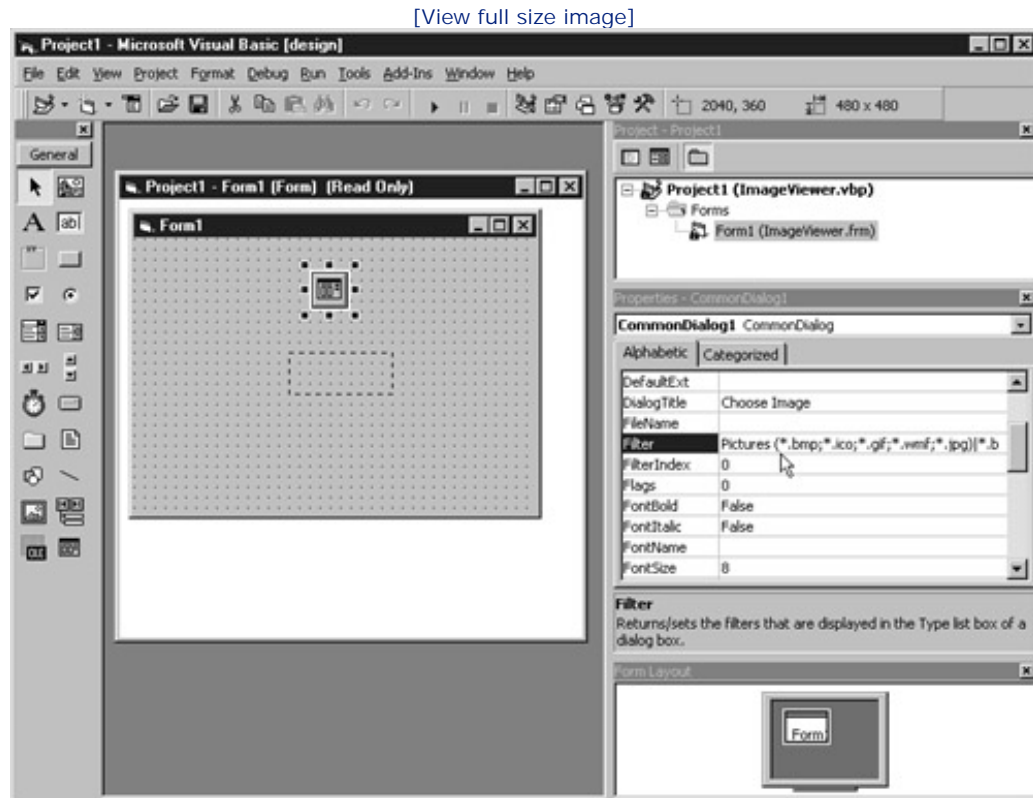 [View full size image]
Project1 - Microsoft Visual Basic [design]
File Edit View Project Format Debug Run Tools Add-Ins Window Help
2040, 360 480 x 480
General
A ab|
Project1 - Form1 (Form) (Read Only)
Form1
Project - Project1
Project1 (ImageViewer.vbp)
Forms
Form1 (ImageViewer.frm)
Properties - CommonDialog1
CommonDialog1 CommonDialog
Alphabetic Categorized
DefaultExt
DialogTitle Choose Image
FileName
Filter Pictures (*.bmp;*.ico;*.gif;*.wmf;*.jpg)|*.b
FilterIndex 0
Flags 0
FontBold False
FontItalic False
FontName
FontSize 8
Filter
Returns/sets the filters that are displayed in the Type list box of a
dialog box.
Form Layout
Form